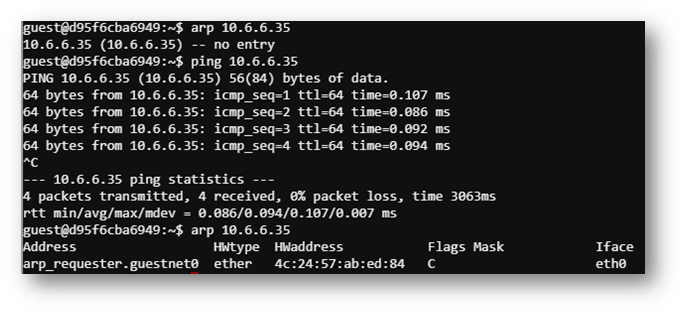 guest@d95f6cba6949:~$ arp 10.6.6.35
10.6.6.35 (10.6.6.35) -- no entry
guest@d95f6cba6949:~$ ping 10.6.6.35
PING 10.6.6.35 (10.6.6.35) 56(84) bytes of data.
64 bytes from 10.6.6.35: icmp_seq=1 ttl=64 time=0.107 ms
64 bytes from 10.6.6.35: icmp_seq=2 ttl=64 time=0.086 ms
64 bytes from 10.6.6.35: icmp_seq=3 ttl=64 time=0.092 ms
64 bytes from 10.6.6.35: icmp_seq=4 ttl=64 time=0.094 ms
^C
--- 10.6.6.35 ping statistics ---
4 packets transmitted, 4 received, 0% packet loss, time 3063ms
rtt min/avg/max/mdev = 0.086/0.094/0.107/0.007 ms
guest@d95f6cba6949:~$ arp 10.6.6.35
Address HWtype HWaddress Flags Mask Iface
arp_requester.guestnet0 ether 4c:24:57:ab:ed:84 C eth0